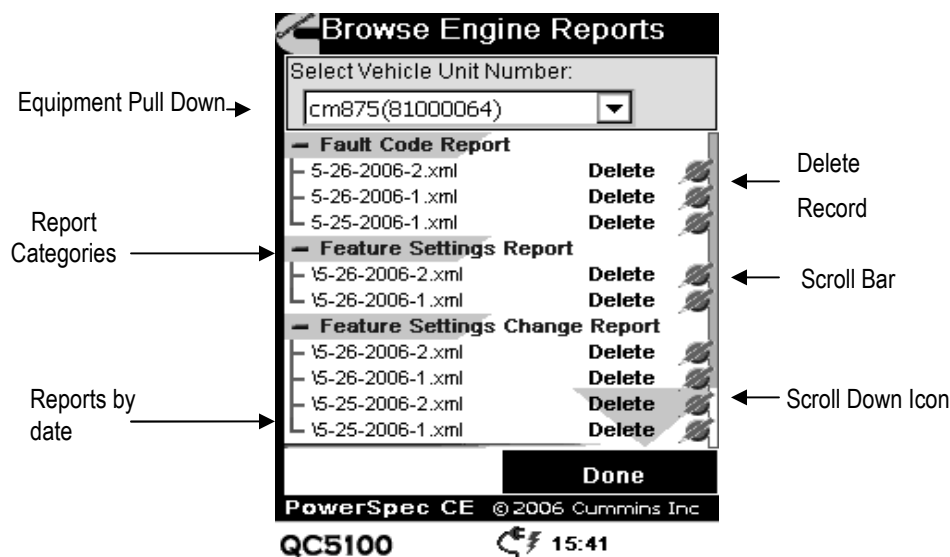 Browse Engine Reports
Select Vehicle Unit Number:
Equipment Pull Down
cm875(81000064)
Fault Code Report
5-26-2006-2.xml Delete
5-26-2006-1.xml Delete
5-25-2006-1.xml Delete
Delete
Record
Report
Categories
Feature Settings Report
\5-26-2006-2.xml Delete
\5-26-2006-1.xml Delete
Scroll Bar
Feature Settings Change Report
\5-26-2006-2.xml Delete
\5-26-2006-1.xml Delete
\5-25-2006-2.xml Delete
\5-25-2006-1.xml Delete
Scroll Down Icon
Reports by
date
Done
PowerSpec CE © 2006 Cummins Inc
QC5100 15:41